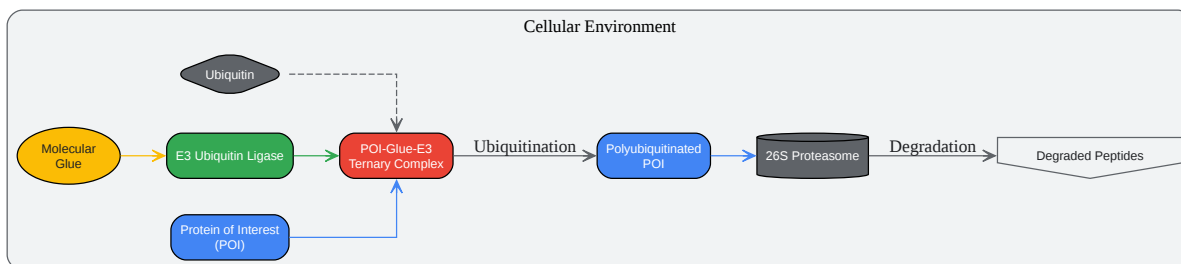 Cellular Environment
Ubiquitin
Molecular
Glue
E3 Ubiquitin Ligase
POI-Glue-E3
Ternary Complex
Ubiquitination
Polyubiquitinated
POI
26S Proteasome
Degradation
Degraded Peptides
Protein of Interest
(POI)